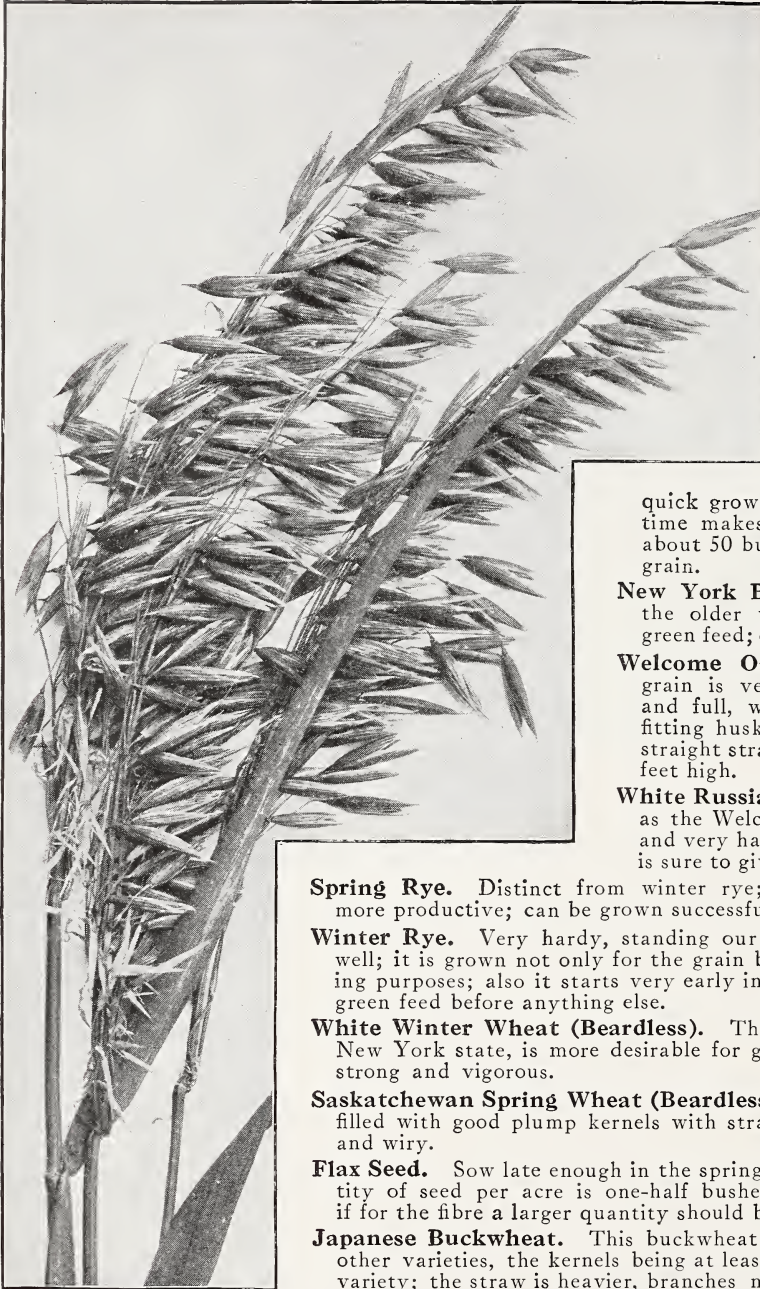 quick grow
time makes
about 50 bu
grain.
New York B
the older
green feed;
Welcome O
grain is ve
and full, w
fitting husk
straight stra
feet high.
White Russia
as the Welc
and very ha
is sure to gi
Spring Rye. Distinct from winter rye;
more productive; can be grown successfu
Winter Rye. Very hardy, standing our
well; it is grown not only for the grain b
ing purposes; also it starts very early in
green feed before anything else.
White Winter Wheat (Beardless). Th
New York state, is more desirable for g
strong and vigorous.
Saskatchewan Spring Wheat (Beardless
filled with good plump kernels with stra
and wiry.
Flax Seed. Sow late enough in the spring
tity of seed per acre is one-half bushe
if for the fibre a larger quantity should b
Japanese Buckwheat. This buckwheat
other varieties, the kernels being at leas
variety; the straw is heavier, branches